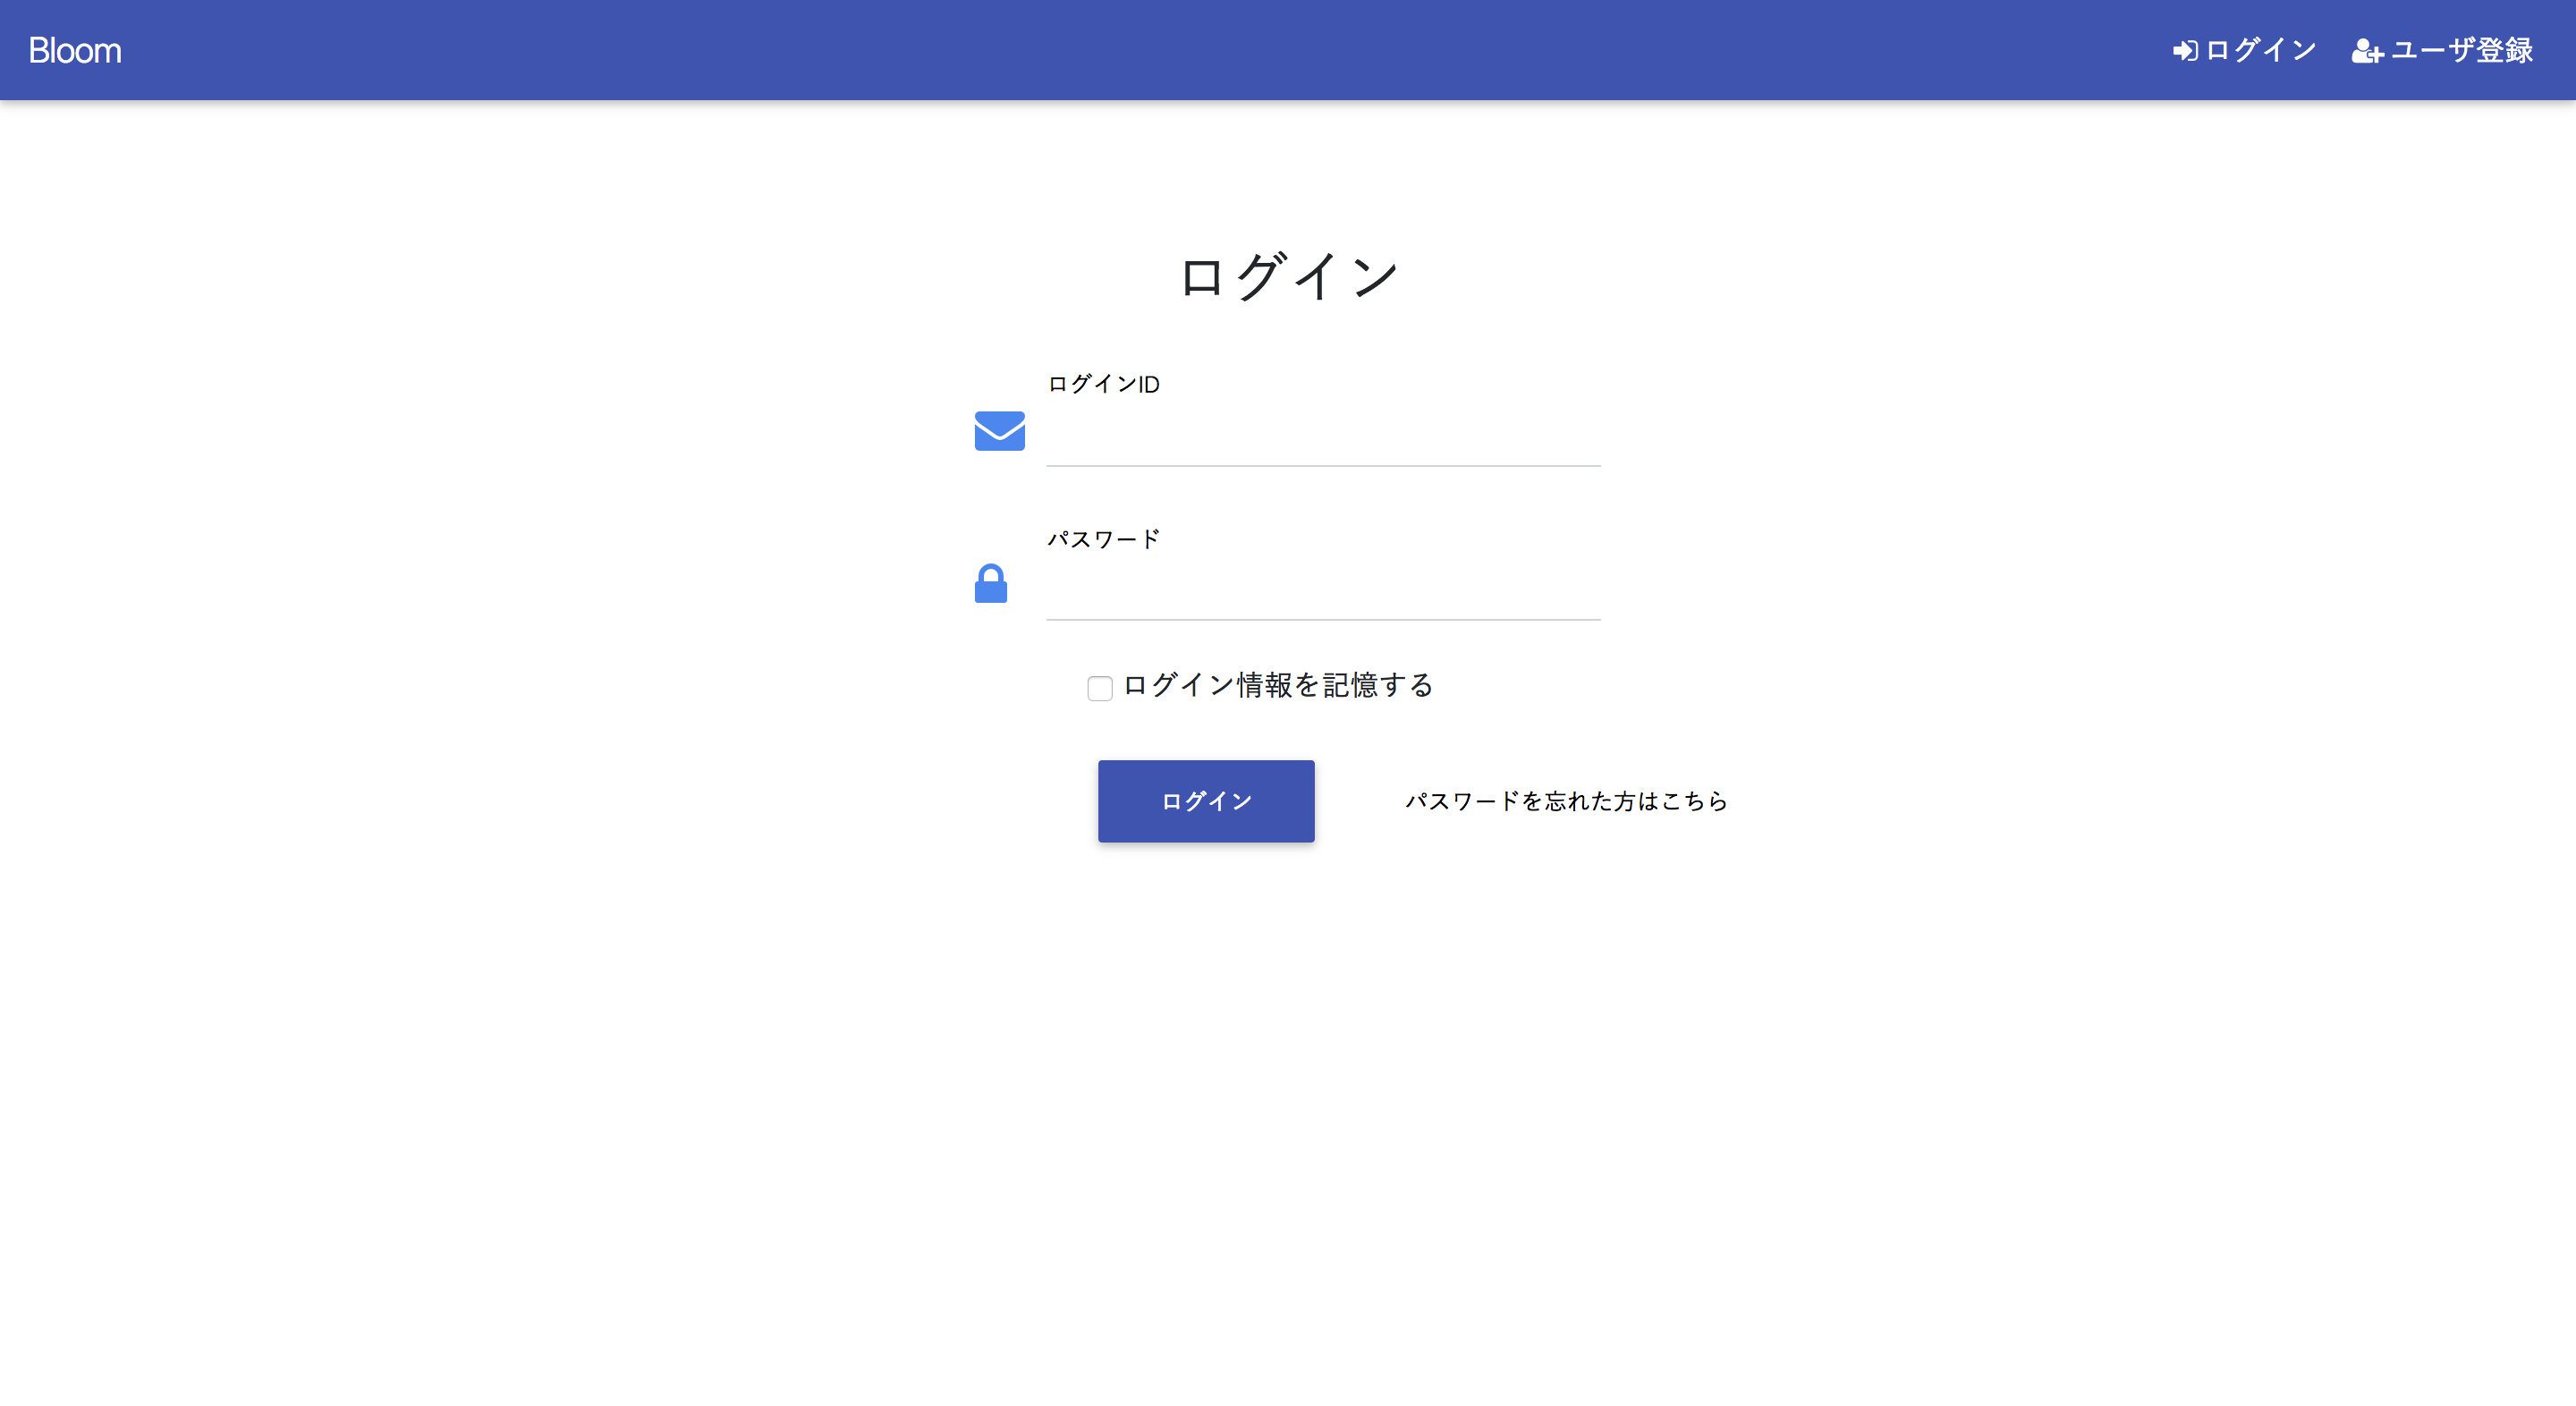 Bloom
ログイン ユーザ登録
ログイン
ログインID
パスワード
ログイン情報を記憶する
ログイン パスワードを忘れた方はこちら